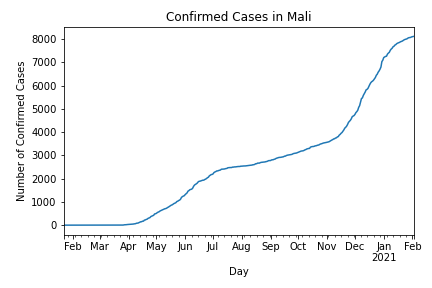 Confirmed Cases in Mali
Number of Confirmed Cases
8000
7000
6000
5000
4000
3000
2000
1000
0
Feb Mar Apr May Jun Jul Aug Sep Oct Nov Dec Jan Feb
2021
Day